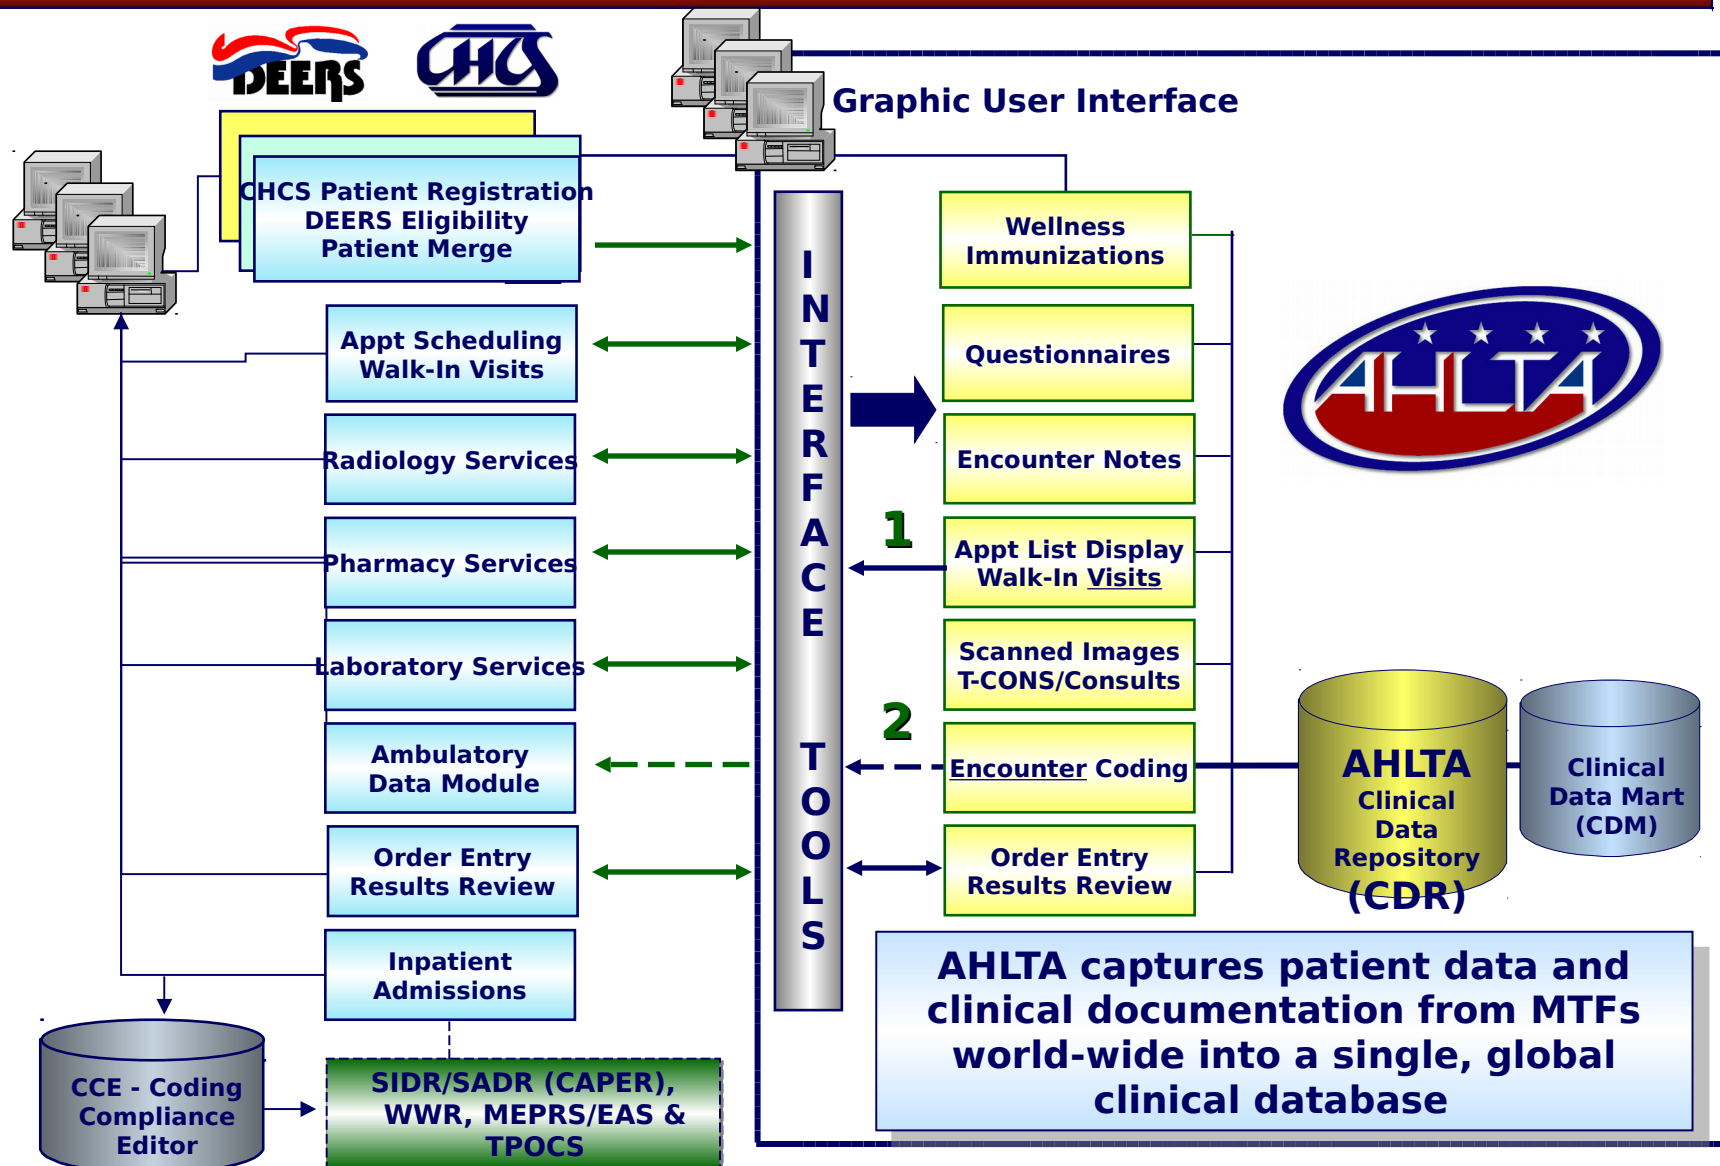 DEERS
CHCS
Graphic User Interface
CHCS Patient Registration
DEERS Eligibility
Patient Merge
Appt Scheduling
Walk-In Visits
Radiology Services
Pharmacy Services
Laboratory Services
Ambulatory
Data Module
Order Entry
Results Review
Inpatient
Admissions
CCE - Coding
Compliance
Editor
SIDR/SADR (CAPER),
WWR, MEPRS/EAS &
TPOCS
INTERFACE
TOOLS
1
2
Wellness
Immunizations
Questionnaires
Encounter Notes
Appt List Display
Walk-In Visits
Scanned Images
T-CONS/Consults
Encounter Coding
Order Entry
Results Review
AHLTA
AHLTA
Clinical
Data
Repository
(CDR)
Clinical
Data Mart
(CDM)
AHLTA captures patient data and
clinical documentation from MTFs
world-wide into a single, global
clinical database